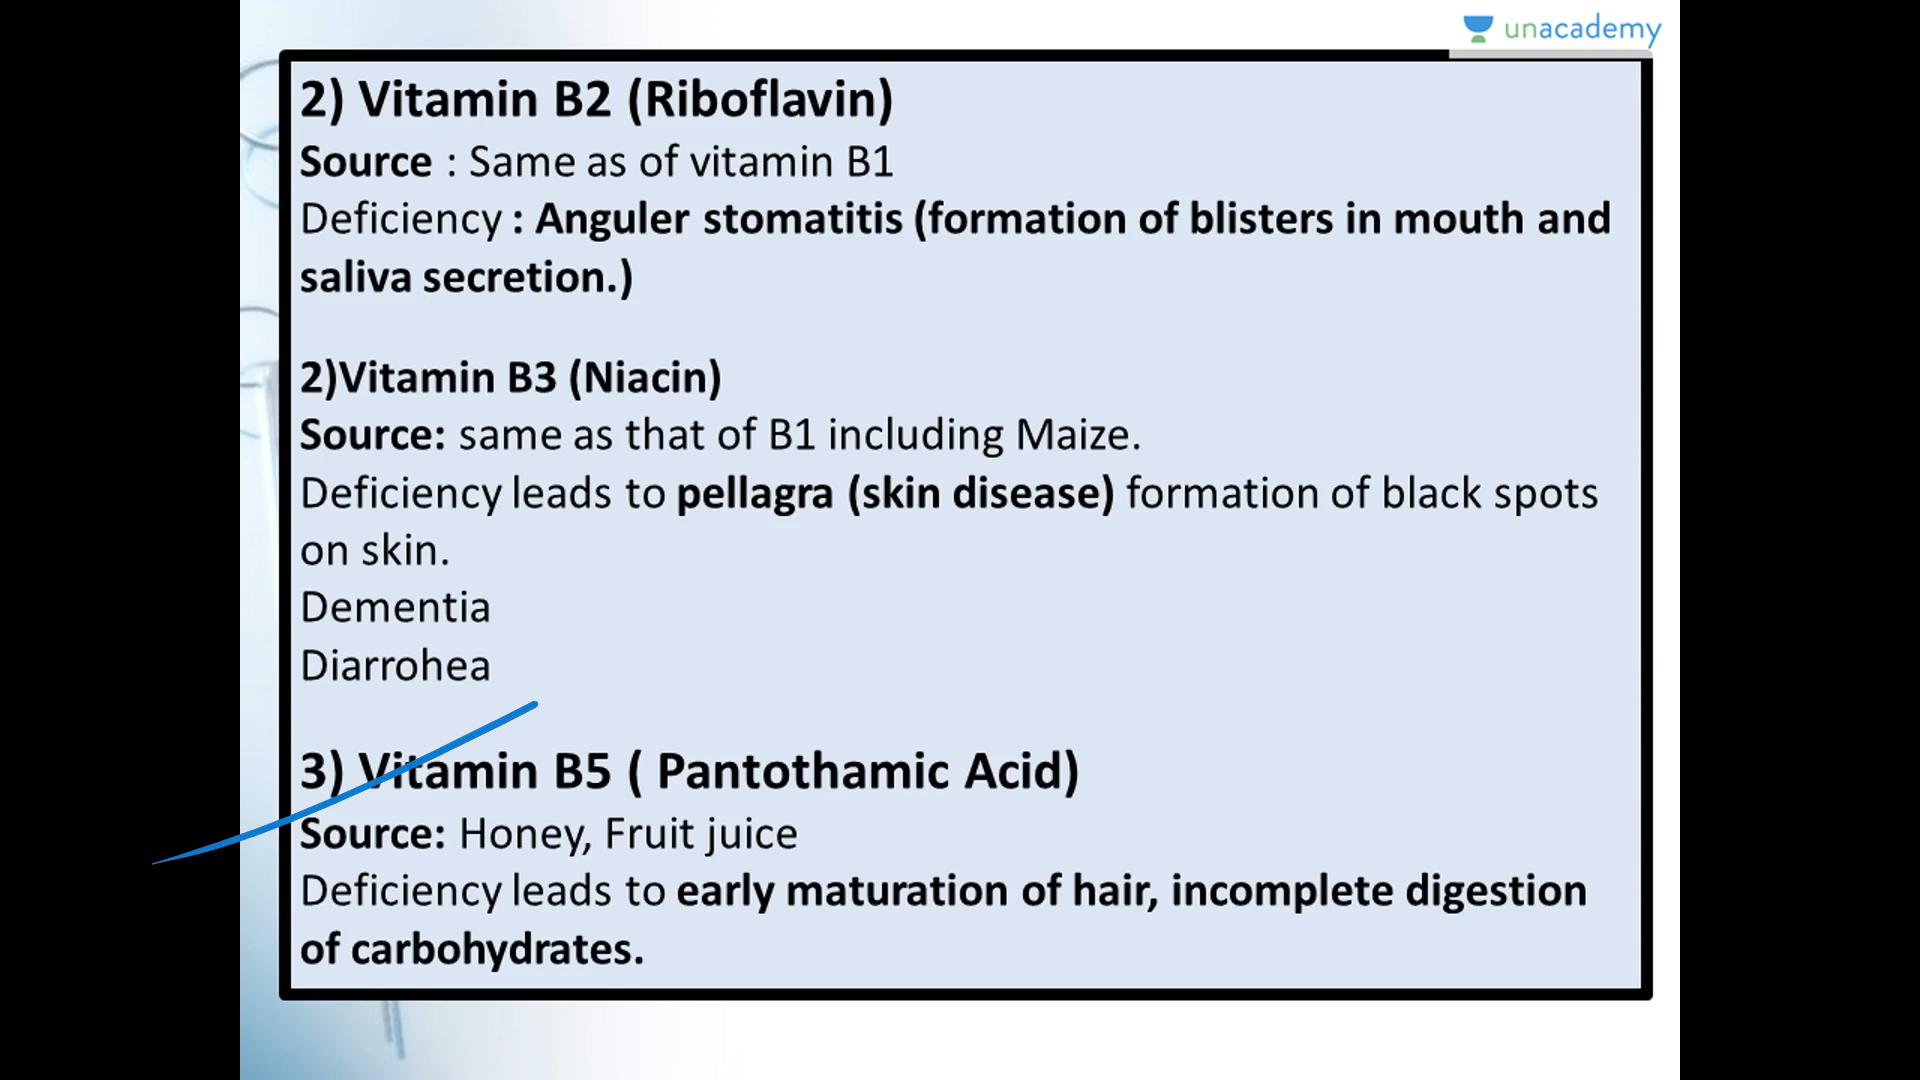 unacademy
2) Vitamin B2 (Riboflavin)
Source : Same as of vitamin B1
Deficiency : Anguler stomatitis (formation of blisters in mouth and
saliva secretion.)
2)Vitamin B3 (Niacin)
Source: same as that of B1 including Maize.
Deficiency leads to pellagra (skin disease) formation of black spots
on skin.
Dementia
Diarrohea
3) Vitamin B5 ( Pantothamic Acid)
Source: Honey, Fruit juice
Deficiency leads to early maturation of hair, incomplete digestion
of carbohydrates.